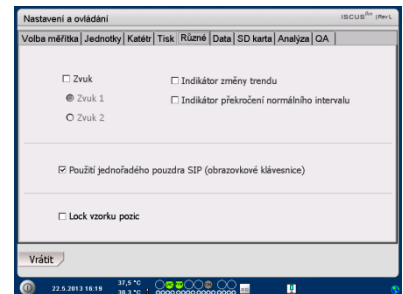 Nastavení a ovládání
ISCUS
Volba měřítka Jednotky Katétr Tisk Různé Data SD karta Analýza QA
Zvuk
Indikátor změny trendu
Zvuk 1
Indikátor překročení normálního intervalu
Zvuk 2
Použití jednořadého pouzdra SIP (obrazovkové klávesnice)
Lock vzorku pozic
Vrátit
22.5.2013 16:19
37,5 °C
38,3 °C